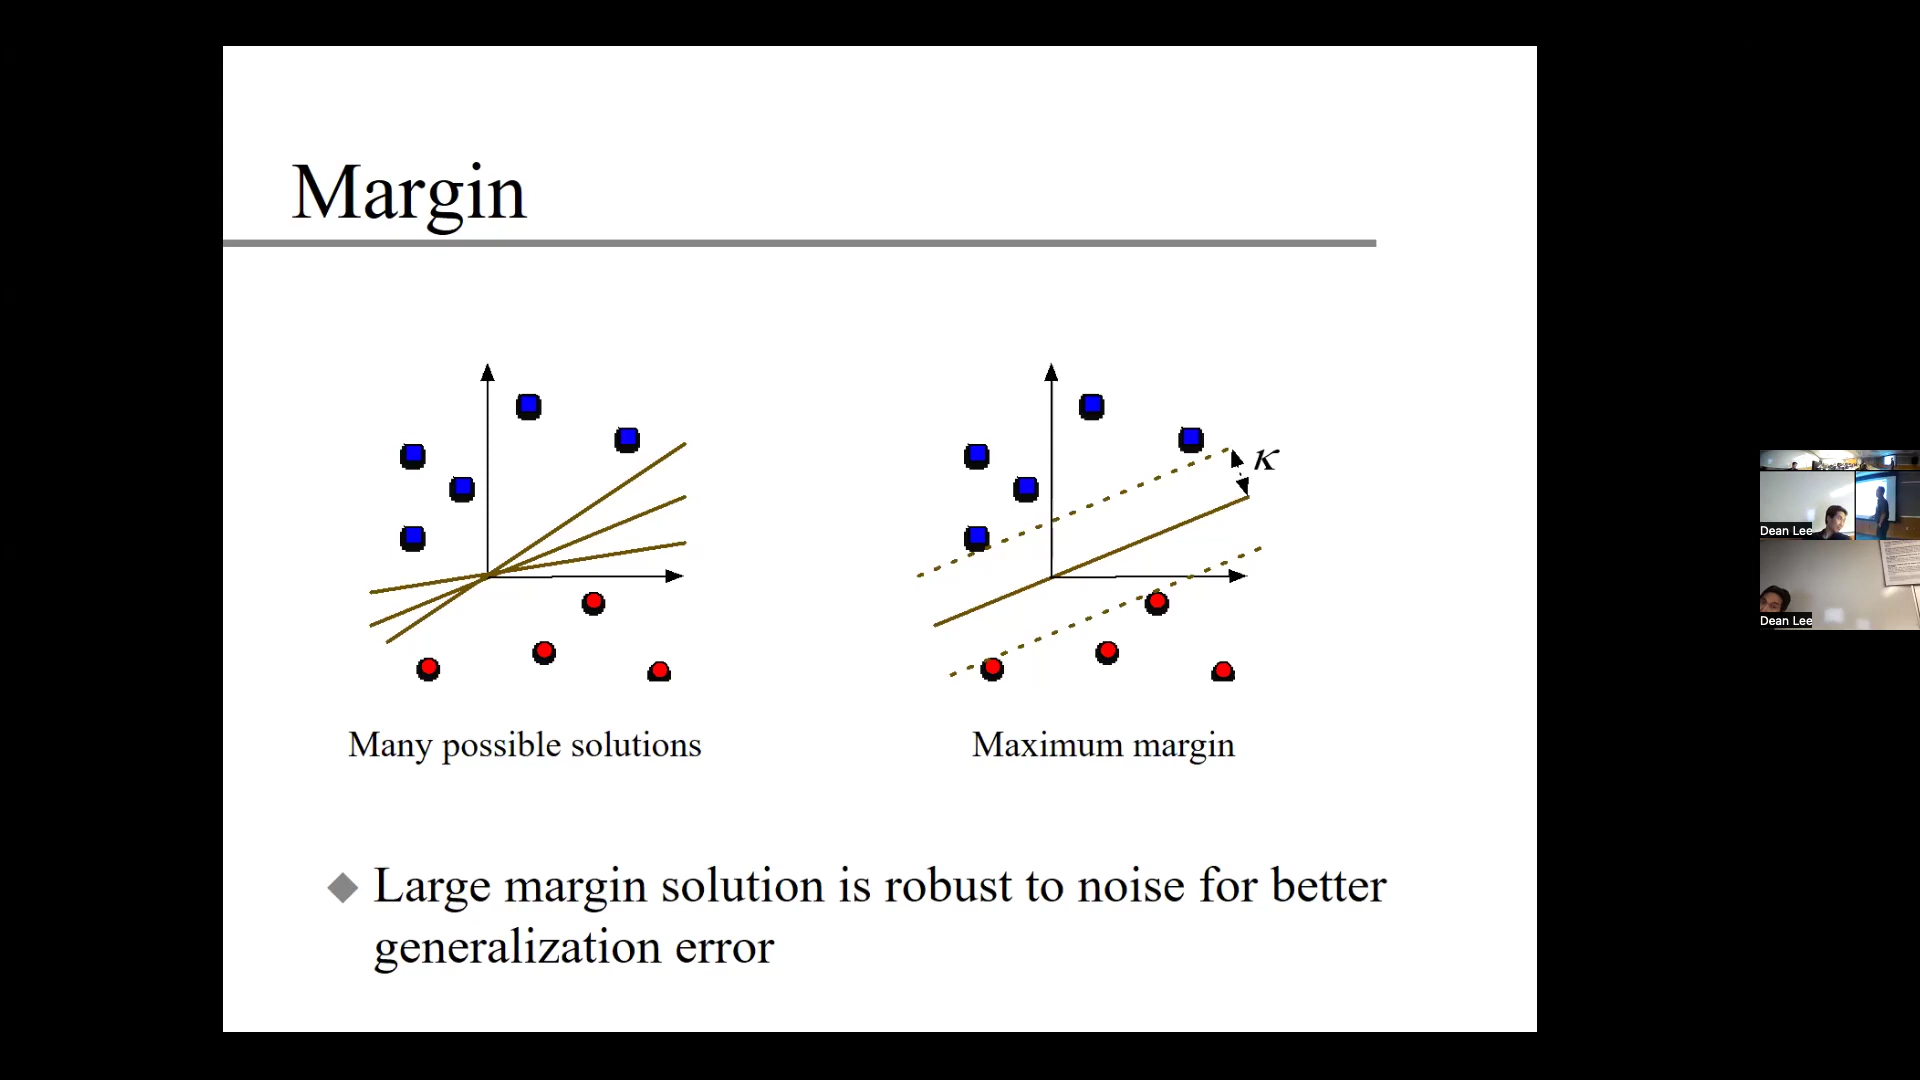 Margin
κ
Many possible solutions
Maximum margin
Large margin solution is robust to noise for better
generalization error
Dean Lee
Dean Lee